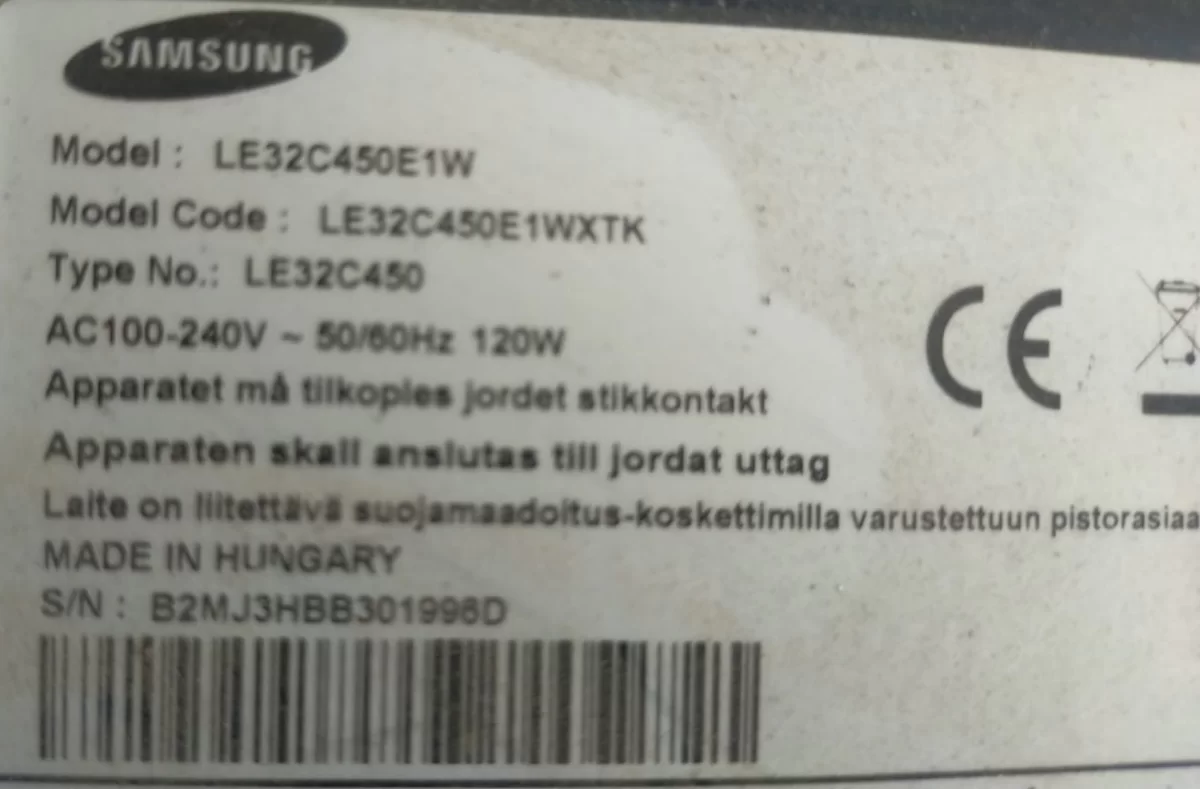 SAMSUNG
Model : LE32C450E1W
Model Code : LE32C450E1WXTK
Type No.: LE32C450
AC100-240V ~ 50/60Hz 120W
Apparatet må tilkoples jordet stikkontakt
Apparaten skall anslutas till jordat uttag
Laite on liitettävä suojamaadoitus-koskettimilla varustettuun pistorasiaa
MADE IN HUNGARY
S/N : B2MJ3HBB301996D
CE